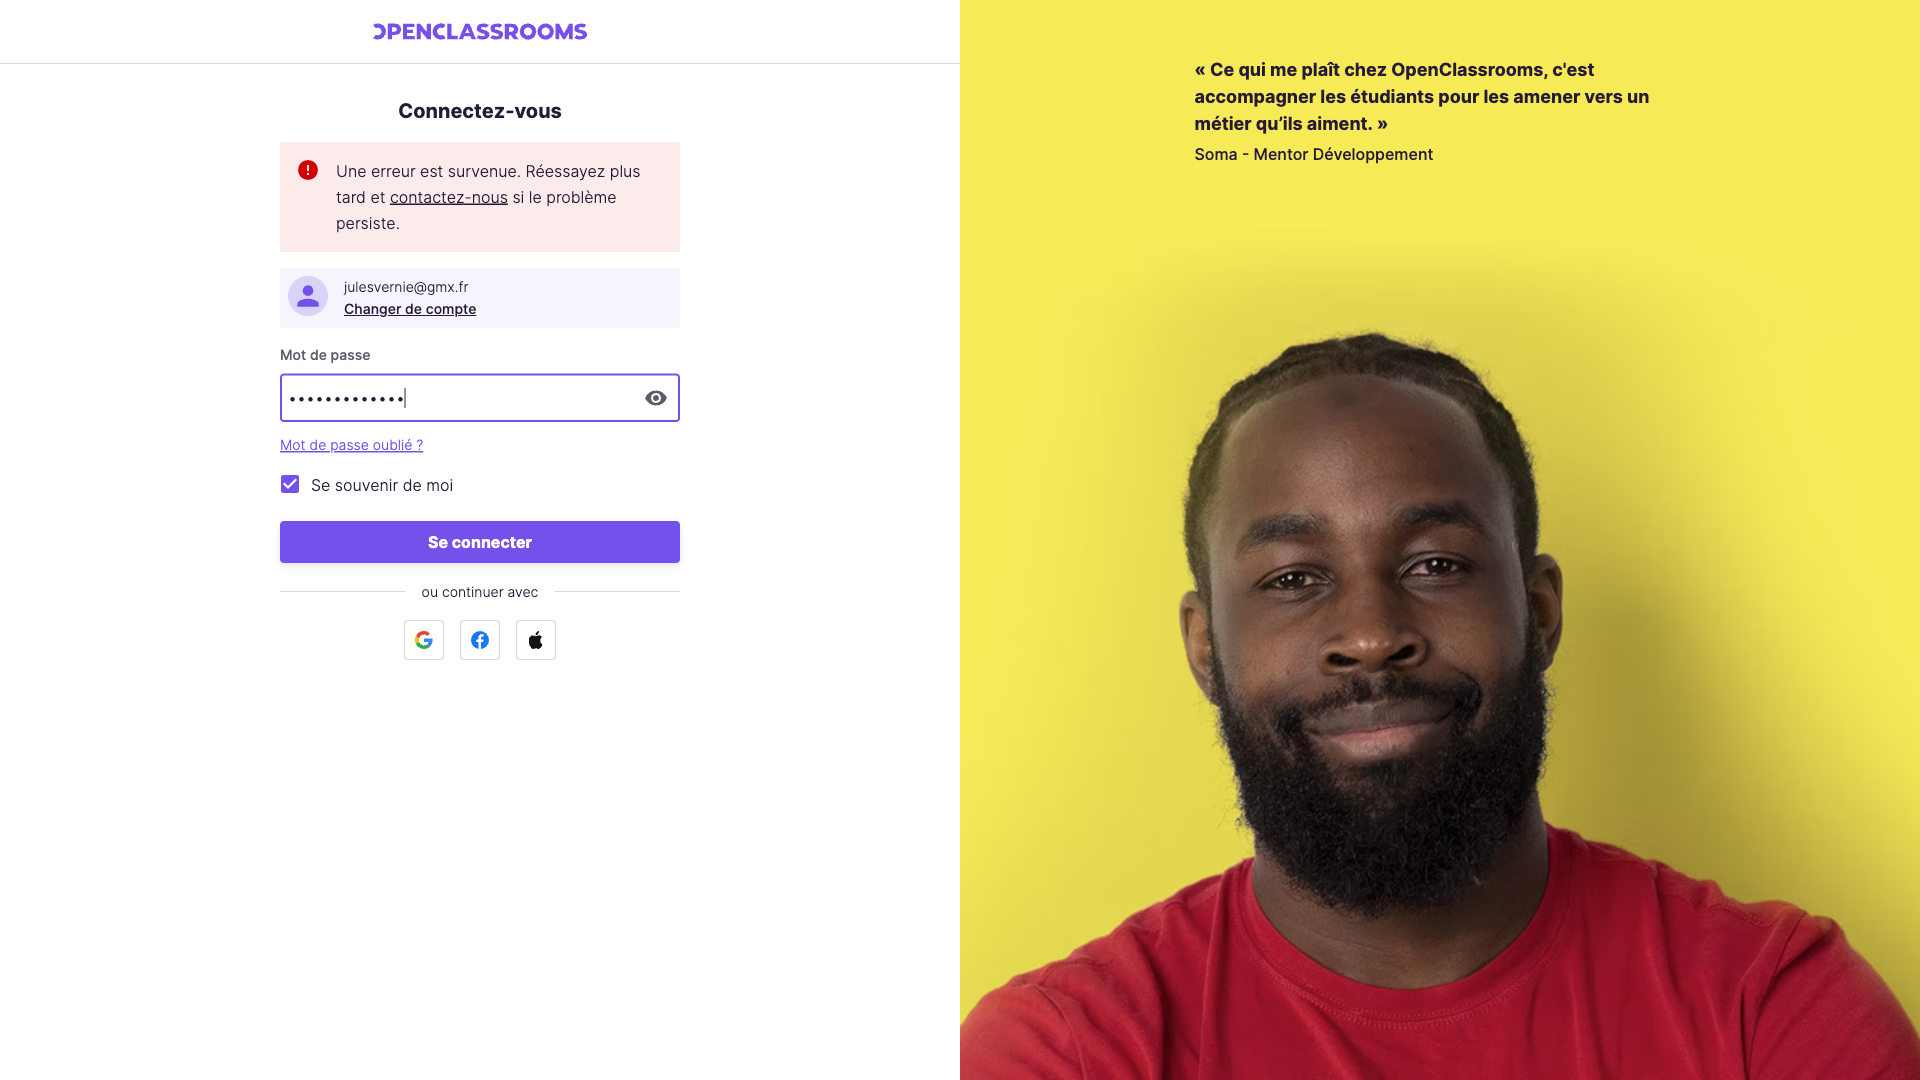 OPENCLASSROOMS
Connectez-vous
Une erreur est survenue. Réessayez plus
tard et contactez-nous si le problème
persiste.
julesvernie@gmx.fr
Changer de compte
Mot de passe
•••••••••••••
Mot de passe oublié ?
Se souvenir de moi
Se connecter
ou continuer avec
« Ce qui me plaît chez OpenClassrooms, c'est
accompagner les étudiants pour les amener vers un
métier qu’ils aiment. »
Soma - Mentor Développement